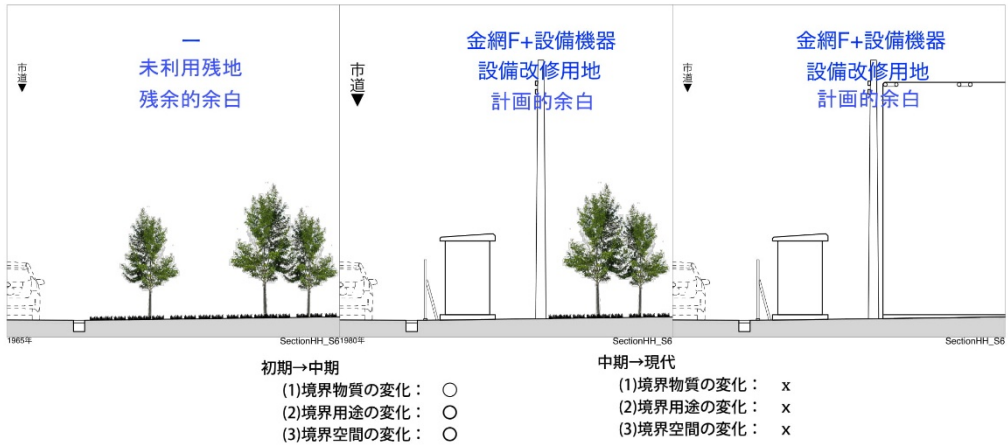 一
未利用残地
残余的余白
市道▼
1965年
SectionHH_S6
金網F+設備機器
設備改修用地
計画的余白
市道▼
1980年
SectionHH_S6
金網F+設備機器
設備改修用地
計画的余白
市道▼
SectionHH_S6
初期→中期
(1)境界物質の変化： ○
(2)境界用途の変化： ○
(3)境界空間の変化： ○
中期→現代
(1)境界物質の変化： x
(2)境界用途の変化： x
(3)境界空間の変化： x